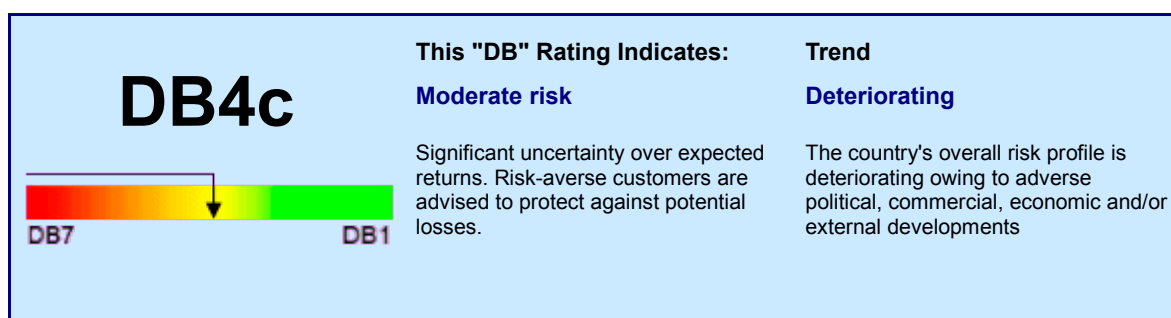 DB4c
DB7
DB1
This "DB" Rating Indicates:
Moderate risk
Significant uncertainty over expected
returns. Risk-averse customers are
advised to protect against potential
losses.
Trend
Deteriorating
The country's overall risk profile is
deteriorating owing to adverse
political, commercial, economic and/or
external developments